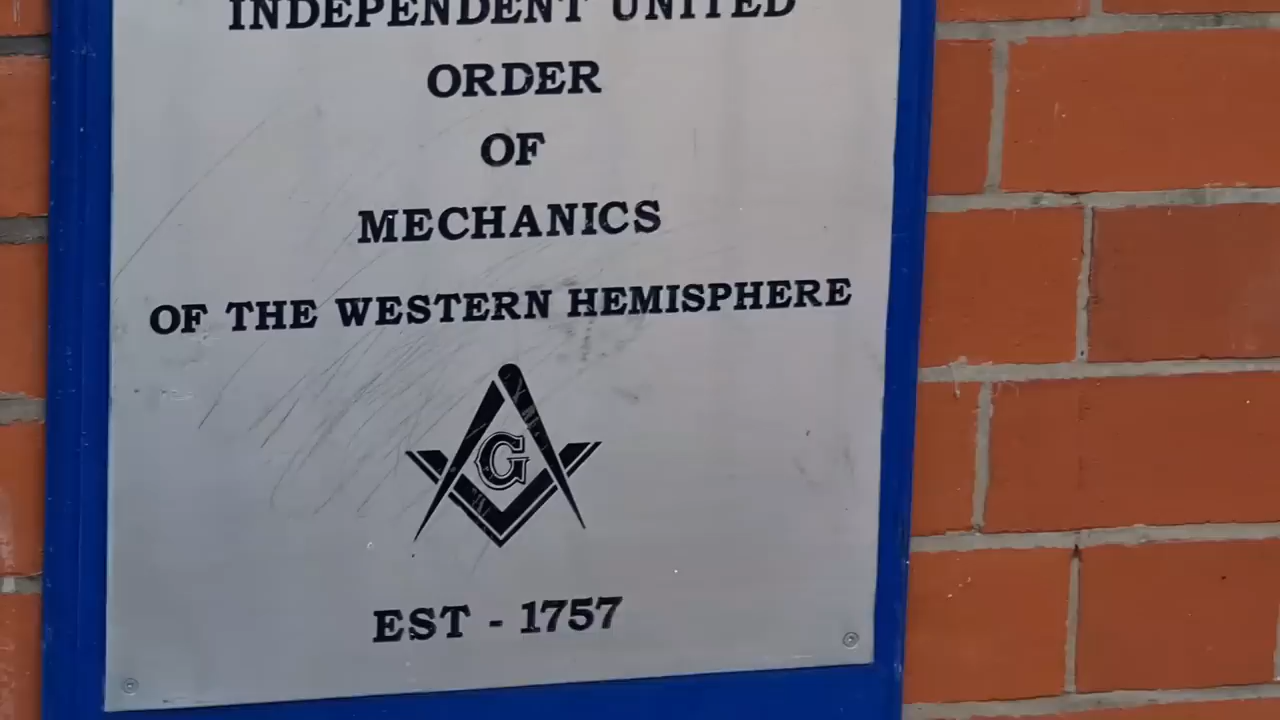 INDEPENDENT UNITED
ORDER
OF
MECHANICS
OF THE WESTERN HEMISPHERE
G
EST - 1757